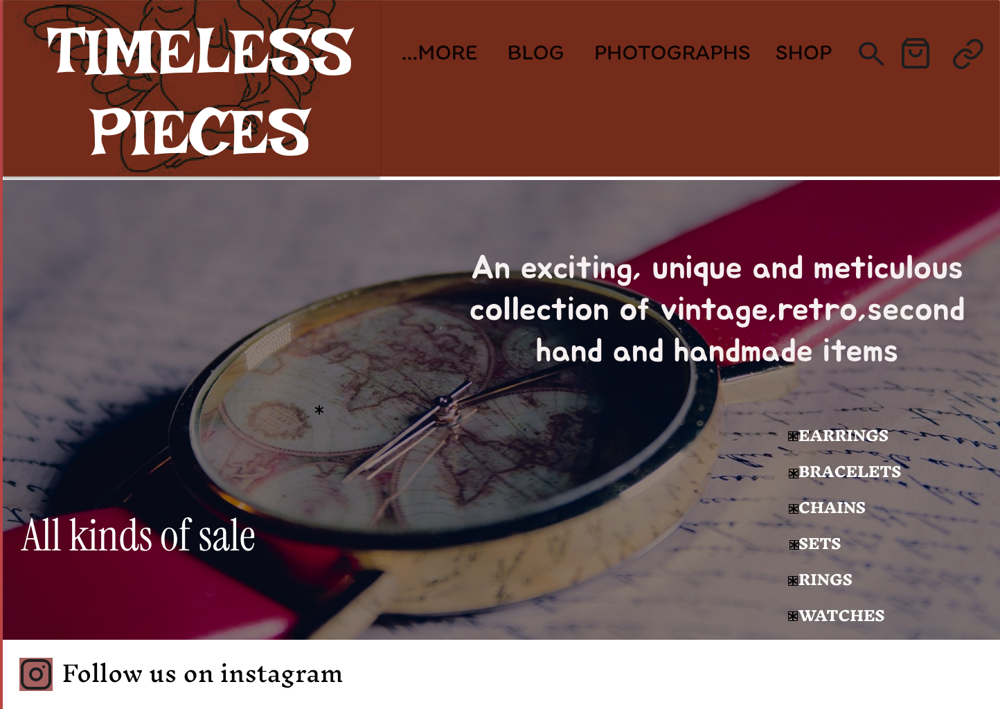 TIMELESS
PIECES
...MORE BLOG PHOTOGRAPHS SHOP
An exciting, unique and meticulous
collection of vintage,retro,second
hand and handmade items
*
*EARRINGS
*BRACELETS
*CHAINS
*SETS
*RINGS
*WATCHES
All kinds of sale
Follow us on instagram